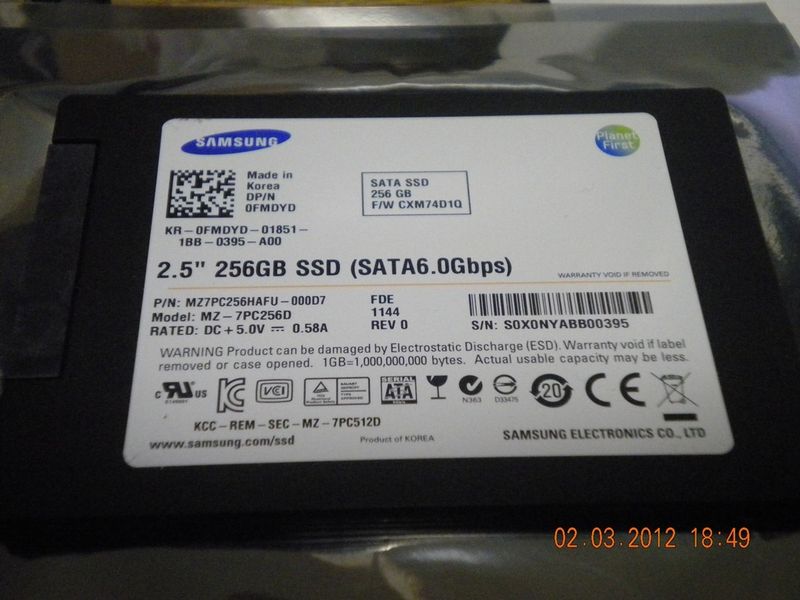 SAMSUNG
Planet
First
Made in
Korea
DP/N
0FMDYD
SATA SSD
256 GB
F/W CXM74D1Q
KR-0FMDYD-01851-
1BB-0395-A00
2.5" 256GB SSD (SATA6.0Gbps)
WARRANTY VOID IF REMOVED
P/N: MZ7PC256HAFU-000D7
FDE
Model: MZ-7PC256D
1144
RATED: DC+5.0V ⎓ 0.58A
REV 0
S/N: S0X0NYABB00395
WARNING Product can be damaged by Electrostatic Discharge (ESD). Warranty void if label
removed or case opened. 1GB=1,000,000,000 bytes. Actual usable capacity may be less.
c US
VCI
SERIAL
ATA
N363
D33475
20
CE
KCC-REM-SEC-MZ-7PC512D
www.samsung.com/ssd
Product of KOREA
SAMSUNG ELECTRONICS CO., LTD
02.03.2012 18:49